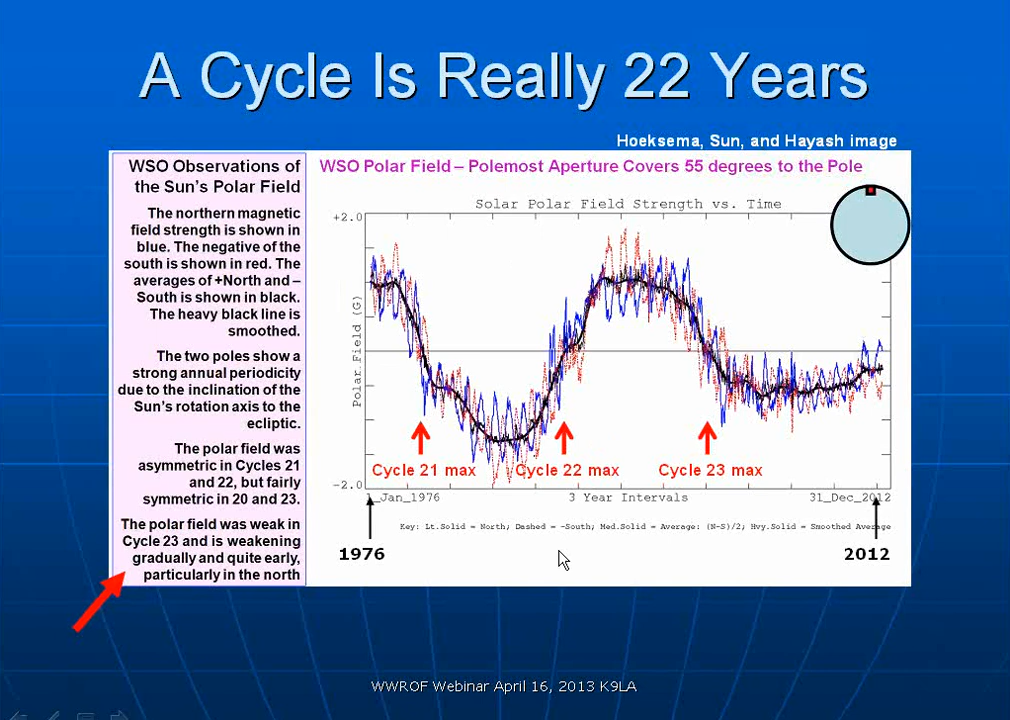 A Cycle Is Really 22 Years
Hoeksema, Sun, and Hayash image
WSO Observations of
the Sun's Polar Field
The northern magnetic
field strength is shown in
blue. The negative of the
south is shown in red. The
averages of +North and –
South is shown in black.
The heavy black line is
smoothed.
The two poles show a
strong annual periodicity
due to the inclination of the
Sun's rotation axis to the
ecliptic.
The polar field was
asymmetric in Cycles 21
and 22, but fairly
symmetric in 20 and 23.
The polar field was weak in
Cycle 23 and is weakening
gradually and quite early,
particularly in the north
WSO Polar Field – Polemost Aperture Covers 55 degrees to the Pole
Solar Polar Field Strength vs. Time
+2.0
Polar Field (G)
Cycle 21 max
Cycle 22 max
Cycle 23 max
-2.0
1_Jan_1976
3 Year Intervals
31_Dec_2012
Key: Lt.Solid = North; Dashed = -South; Med.Solid = Average: (N-S)/2; Hvy.Solid = Smoothed Average
1976
2012
WWROF Webinar April 16, 2013 K9LA